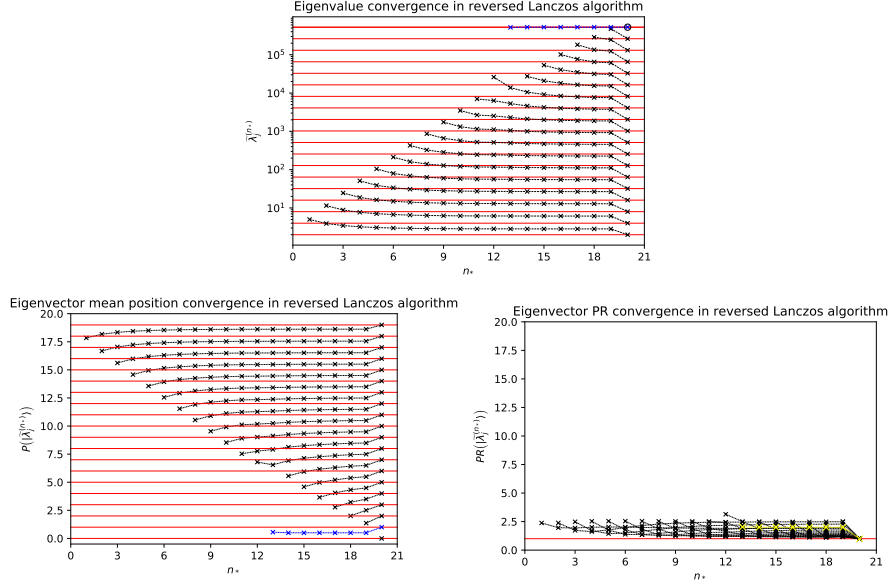 Eigenvalue convergence in reversed Lanczos algorithm
10⁵
10⁴
10³
10²
10¹
λ̃ⱼ⁽ⁿ*⁾
0 3 6 9 12 15 18 21
n*
Eigenvector mean position convergence in reversed Lanczos algorithm
20.0
17.5
15.0
12.5
10.0
7.5
5.0
2.5
0.0
P(|λ̃ⱼ⁽ⁿ*⁾⟩)
0 3 6 9 12 15 18 21
n*
Eigenvector PR convergence in reversed Lanczos algorithm
20.0
17.5
15.0
12.5
10.0
7.5
5.0
2.5
0.0
PR(|λ̃ⱼ⁽ⁿ*⁾⟩)
0 3 6 9 12 15 18 21
n*